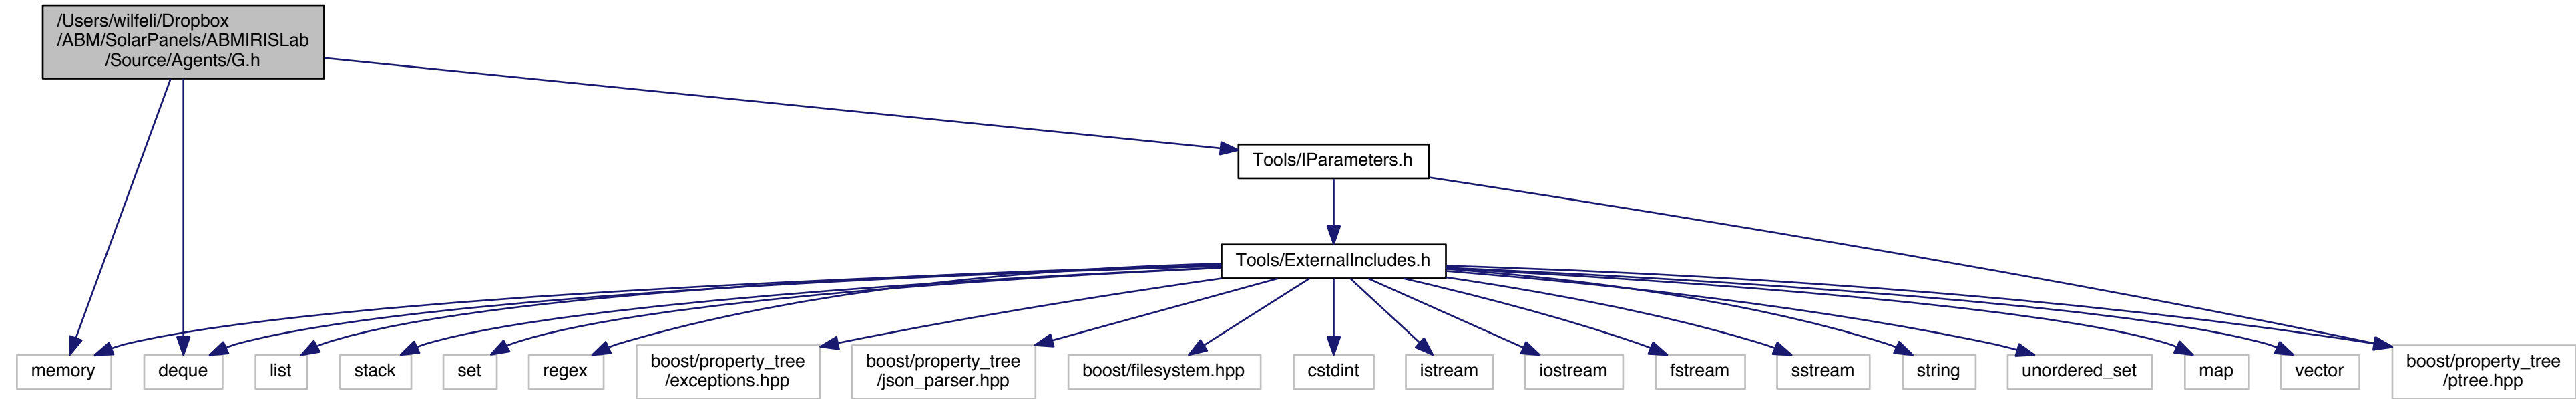 /Users/wilfeli/Dropbox
/ABM/SolarPanels/ABMIRISLab
/Source/Agents/G.h
Tools/IParameters.h
Tools/ExternalIncludes.h
memory
deque
list
stack
set
regex
boost/property_tree
/exceptions.hpp
boost/property_tree
/json_parser.hpp
boost/filesystem.hpp
cstdint
istream
iostream
fstream
sstream
string
unordered_set
map
vector
boost/property_tree
/ptree.hpp